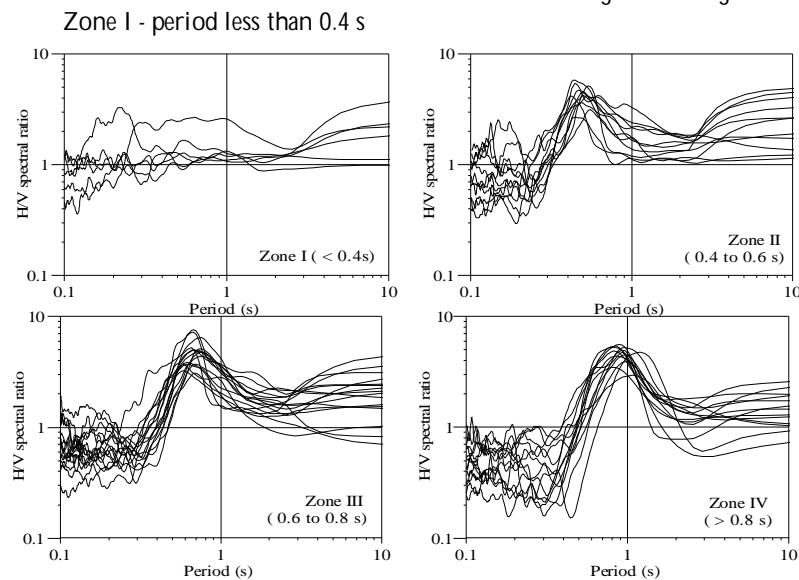 Zone I - period less than 0.4 s
10
1
0.1
H/V spectral ratio
Zone I ( < 0.4s)
0.1
1
10
Period (s)
10
1
0.1
H/V spectral ratio
Zone II
( 0.4 to 0.6 s)
0.1
1
10
Period (s)
10
1
0.1
H/V spectral ratio
Zone III
( 0.6 to 0.8 s)
0.1
1
10
Period (s)
10
1
0.1
H/V spectral ratio
Zone IV
( > 0.8 s)
0.1
1
10
Period (s)